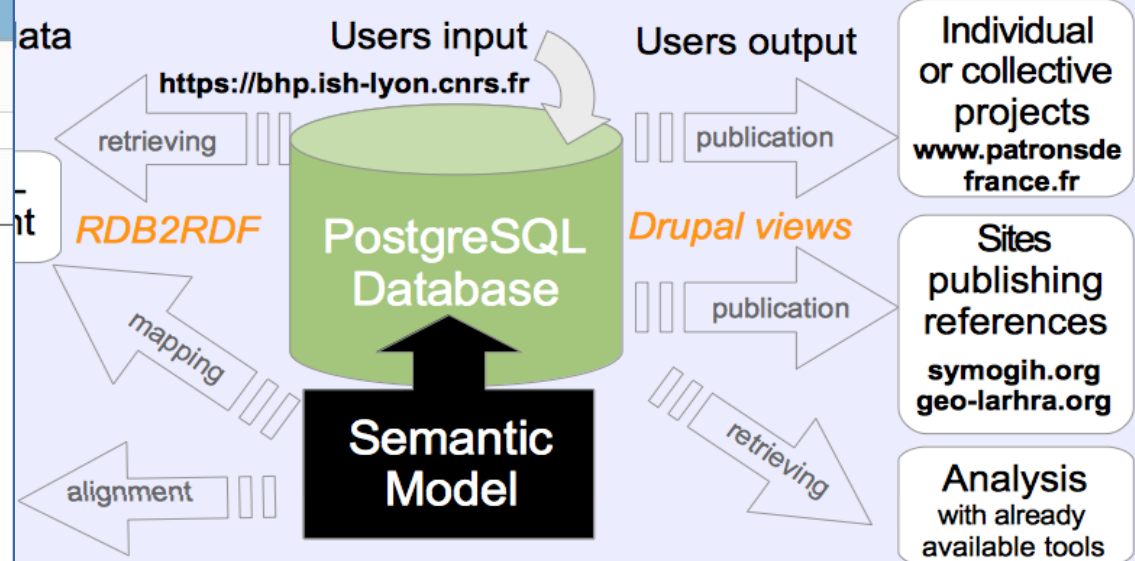 Users input
Users output
https://bhp.ish-lyon.cnrs.fr
retrieving
RDB2RDF
PostgreSQL
Database
mapping
Semantic
Model
alignment
publication
Drupal views
publication
retrieving
Individual
or collective
projects
www.patronsde
france.fr
Sites
publishing
references
symogih.org
geo-larhra.org
Analysis
with already
available tools